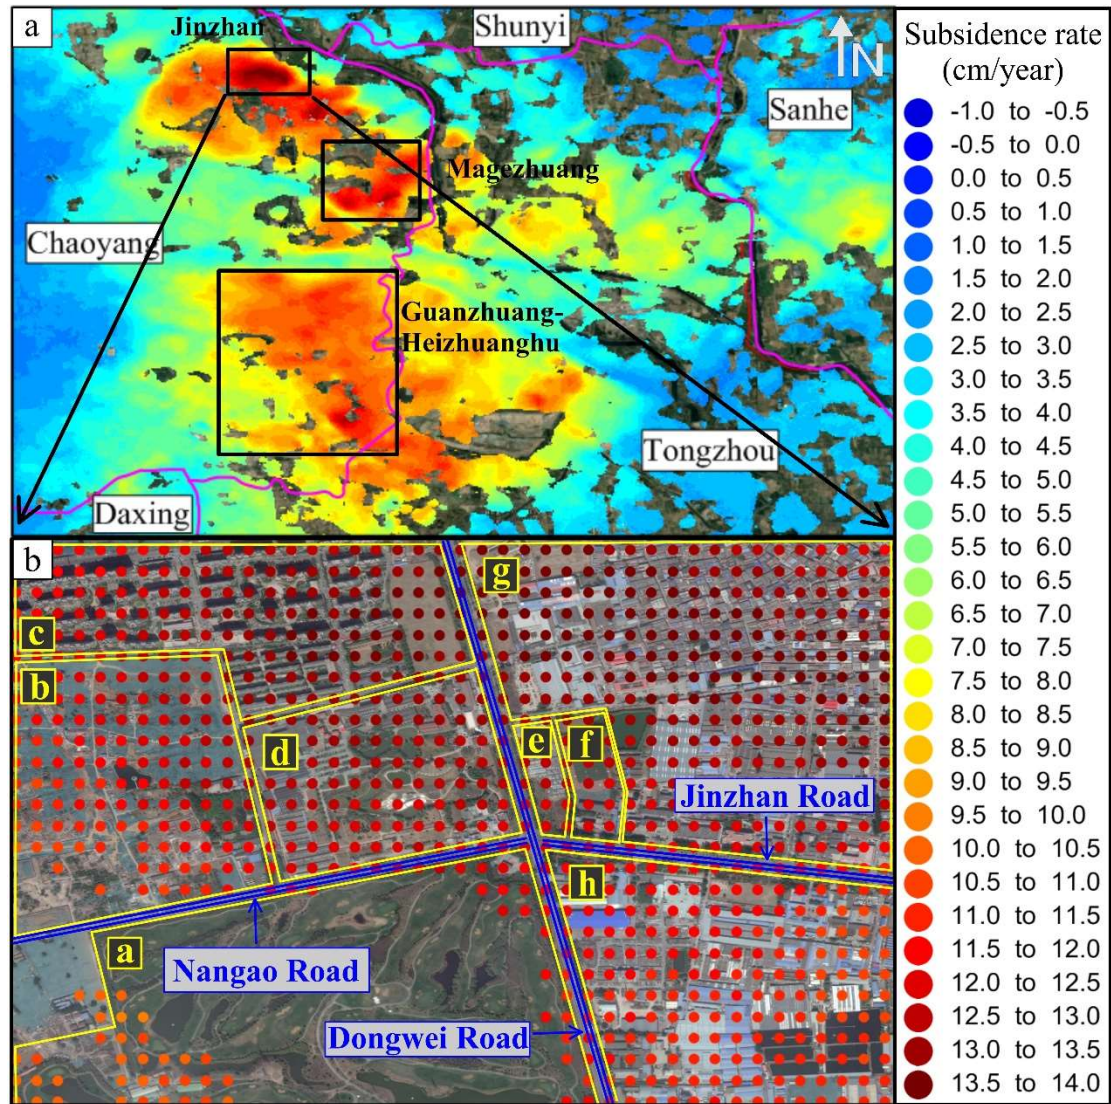 a
Jinzhan
Shunyi
N
Sanhe
Magezhuang
Chaoyang
Guanzhuang-
Heizhuanghu
Tongzhou
Daxing
b
g
c
b
d
e
f
Jinzhan Road
h
a
Nangao Road
Dongwei Road
Subsidence rate
(cm/year)
-1.0 to -0.5
-0.5 to 0.0
0.0 to 0.5
0.5 to 1.0
1.0 to 1.5
1.5 to 2.0
2.0 to 2.5
2.5 to 3.0
3.0 to 3.5
3.5 to 4.0
4.0 to 4.5
4.5 to 5.0
5.0 to 5.5
5.5 to 6.0
6.0 to 6.5
6.5 to 7.0
7.0 to 7.5
7.5 to 8.0
8.0 to 8.5
8.5 to 9.0
9.0 to 9.5
9.5 to 10.0
10.0 to 10.5
10.5 to 11.0
11.0 to 11.5
11.5 to 12.0
12.0 to 12.5
12.5 to 13.0
13.0 to 13.5
13.5 to 14.0